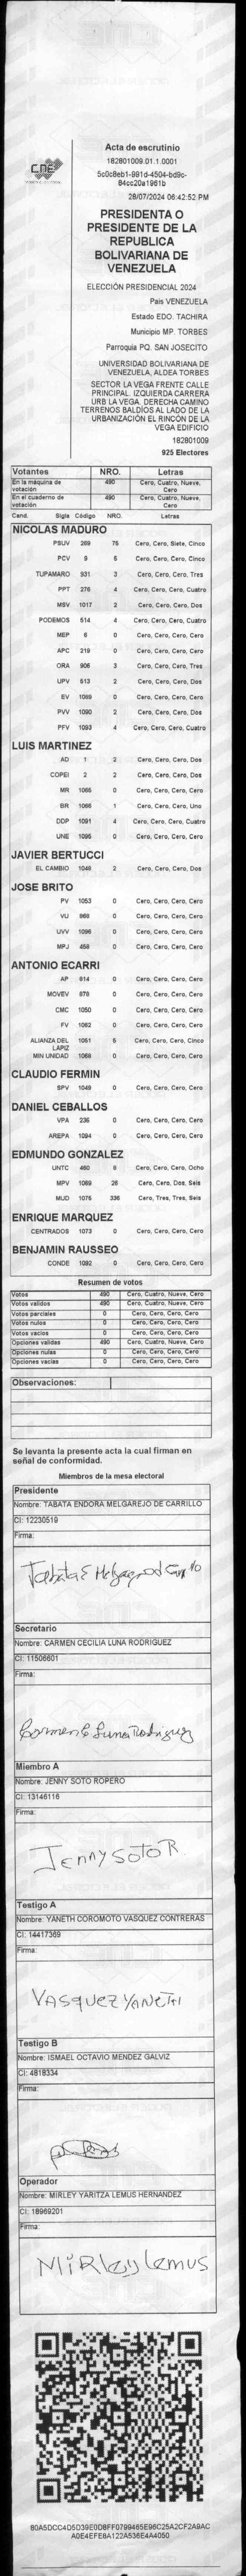 CNE
Acta de escrutinio
182801009.01.1.0001
5c0c8eb1-991d-4504-bd9c-
84cc20a1961b
28/07/2024 06:42:52 PM
PRESIDENTA O
PRESIDENTE DE LA
REPUBLICA
BOLIVARIANA DE
VENEZUELA
ELECCIÓN PRESIDENCIAL 2024
Pais VENEZUELA
Estado EDO. TACHIRA
Municipio MP. TORBES
Parroquia PQ. SAN JOSECITO
UNIVERSIDAD BOLIVARIANA DE
VENEZUELA, ALDEA TORBES
SECTOR LA VEGA FRENTE CALLE
PRINCIPAL. IZQUIERDA CARRERA
URB LA VEGA. DERECHA CAMINO
TERRENOS BALDÍOS AL LADO DE LA
URBANIZACIÓN EL RINCÓN DE LA
VEGA EDIFICIO
182801009
925 Electores
Votantes NRO. Letras
En la máquina de votación 490 Cero, Cuatro, Nueve, Cero
En el cuaderno de votación 490 Cero, Cuatro, Nueve, Cero
Cand. Sigla Código NRO. Letras
NICOLAS MADURO
PSUV 269 75 Cero, Cero, Siete, Cinco
PCV 9 5 Cero, Cero, Cero, Cinco
TUPAMARO 931 3 Cero, Cero, Cero, Tres
PPT 276 4 Cero, Cero, Cero, Cuatro
MSV 1017 2 Cero, Cero, Cero, Dos
PODEMOS 514 4 Cero, Cero, Cero, Cuatro
MEP 6 0 Cero, Cero, Cero, Cero
APC 219 0 Cero, Cero, Cero, Cero
ORA 906 3 Cero, Cero, Cero, Tres
UPV 513 2 Cero, Cero, Cero, Dos
EV 1089 0 Cero, Cero, Cero, Cero
PVV 1090 2 Cero, Cero, Cero, Dos
PFV 1093 4 Cero, Cero, Cero, Cuatro
LUIS MARTINEZ
AD 1 2 Cero, Cero, Cero, Dos
COPEI 2 2 Cero, Cero, Cero, Dos
MR 1065 0 Cero, Cero, Cero, Cero
BR 1066 1 Cero, Cero, Cero, Uno
DDP 1091 4 Cero, Cero, Cero, Cuatro
UNE 1095 0 Cero, Cero, Cero, Cero
JAVIER BERTUCCI
EL CAMBIO 1048 2 Cero, Cero, Cero, Dos
JOSE BRITO
PV 1053 0 Cero, Cero, Cero, Cero
VU 868 0 Cero, Cero, Cero, Cero
UVV 1096 0 Cero, Cero, Cero, Cero
MPJ 458 0 Cero, Cero, Cero, Cero
ANTONIO ECARRI
AP 814 0 Cero, Cero, Cero, Cero
MOVEV 878 0 Cero, Cero, Cero, Cero
CMC 1050 0 Cero, Cero, Cero, Cero
FV 1062 0 Cero, Cero, Cero, Cero
ALIANZA DEL LÁPIZ 1051 5 Cero, Cero, Cero, Cinco
MIN UNIDAD 1068 0 Cero, Cero, Cero, Cero
CLAUDIO FERMIN
SPV 1049 0 Cero, Cero, Cero, Cero
DANIEL CEBALLOS
VPA 236 0 Cero, Cero, Cero, Cero
AREPA 1094 0 Cero, Cero, Cero, Cero
EDMUNDO GONZALEZ
UNTC 460 8 Cero, Cero, Cero, Ocho
MPV 1069 26 Cero, Cero, Dos, Seis
MUD 1075 336 Cero, Tres, Tres, Seis
ENRIQUE MARQUEZ
CENTRADOS 1073 0 Cero, Cero, Cero, Cero
BENJAMIN RAUSSEO
CONDE 1092 0 Cero, Cero, Cero, Cero
Resumen de votos
Votos 490 Cero, Cuatro, Nueve, Cero
Votos validos 490 Cero, Cuatro, Nueve, Cero
Votos parciales 0 Cero, Cero, Cero, Cero
Votos nulos 0 Cero, Cero, Cero, Cero
Votos vacios 0 Cero, Cero, Cero, Cero
Opciones validas 490 Cero, Cuatro, Nueve, Cero
Opciones nulas 0 Cero, Cero, Cero, Cero
Opciones vacias 0 Cero, Cero, Cero, Cero
Observaciones:
Se levanta la presente acta la cual firman en
señal de conformidad.
Miembros de la mesa electoral
Presidente
Nombre: TABATA ENDORA MELGAREJO DE CARRILLO
CI: 12230519
Firma:
Secretario
Nombre: CARMEN CECILIA LUNA RODRIGUEZ
CI: 11506601
Firma:
Carmen C Luna Rodriguez
Miembro A
Nombre: JENNY SOTO ROPERO
CI: 13146116
Firma:
Jenny Soto R.
Testigo A
Nombre: YANETH COROMOTO VASQUEZ CONTRERAS
CI: 14417369
Firma:
VASQUEZ YANETH
Testigo B
Nombre: ISMAEL OCTAVIO MENDEZ GALVIZ
CI: 4818334
Firma:
Operador
Nombre: MIRLEY YARITZA LEMUS HERNANDEZ
CI: 18969201
Firma:
MiRley Lemus
80A5DCC4D5D39E0D8FF0799465E96C25A2CF2A9AC
A0E4EFE8A122A536E4A4050